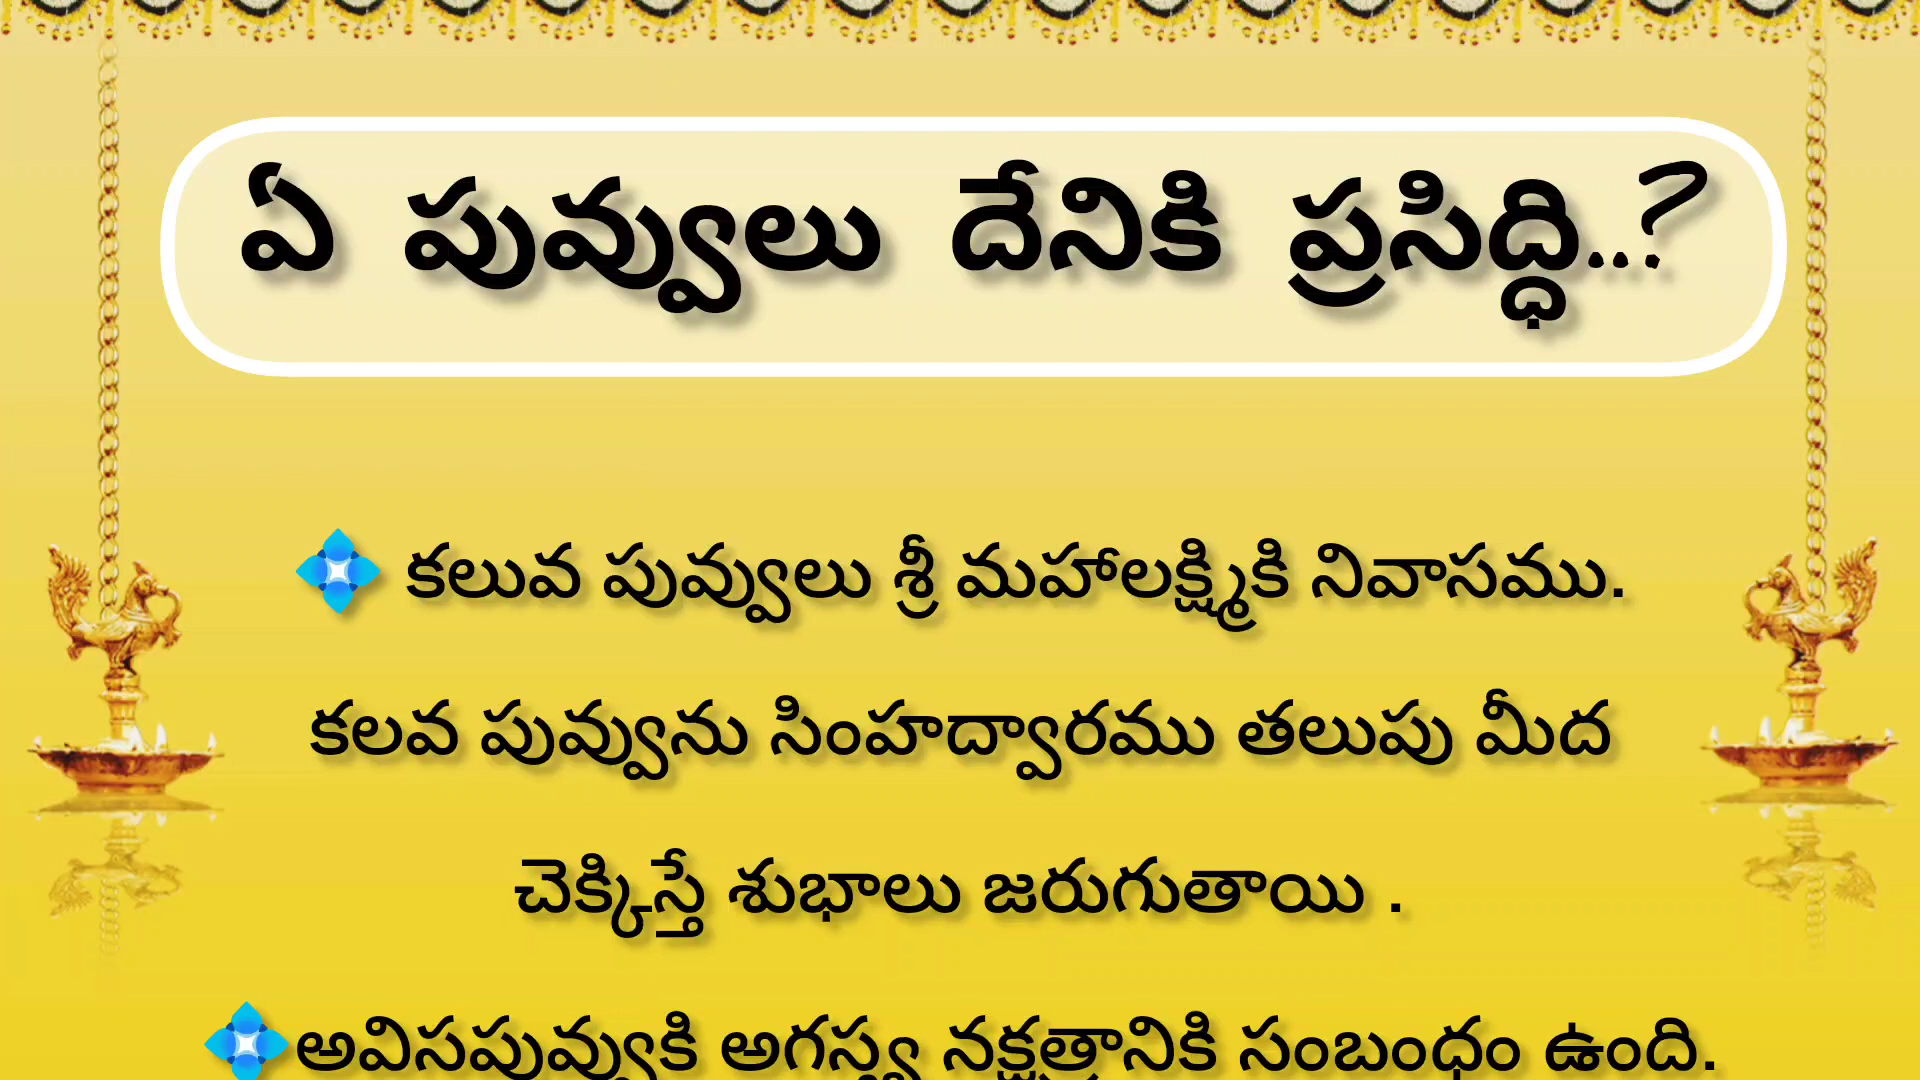 ఏ పువ్వులు దేనికి ప్రసిద్ధి...?
💠 కలువ పువ్వులు శ్రీ మహాలక్ష్మికి నివాసము.
కలవ పువ్వును సింహద్వారము తలుపు మీద
చెక్కిస్తే శుభాలు జరుగుతాయి .
💠అవిసపువ్వుకి అగస్త్య నక్షత్రానికి సంబంధం ఉంది.